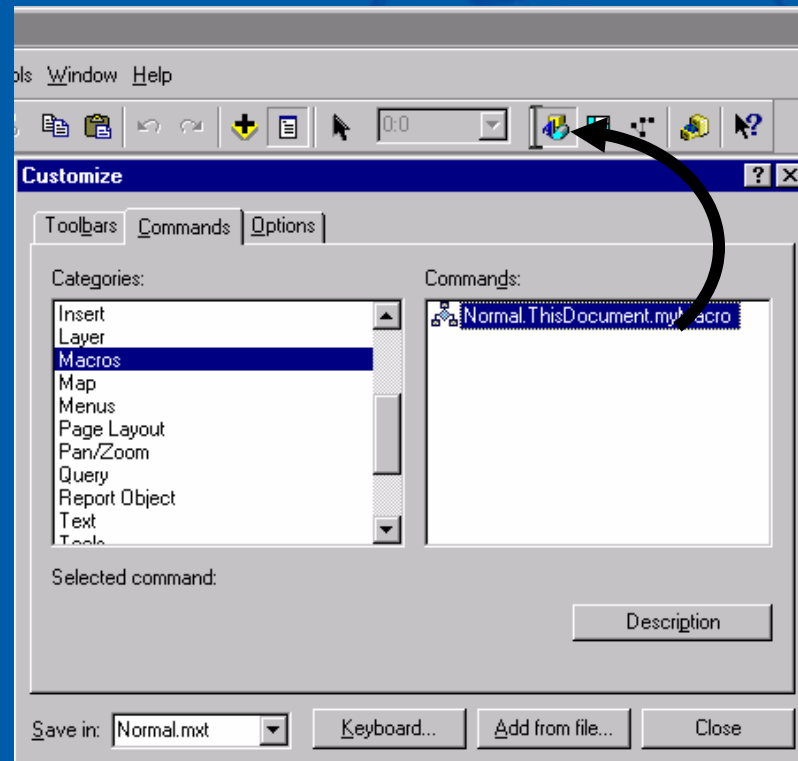 Window Help
0:0
Customize
Toolbars Commands Options
Categories: Commands:
Insert
Layer
Macros
Map
Menus
Page Layout
Pan/Zoom
Query
Report Object
Text
Tools
Normal.ThisDocument.myMacro
Selected command:
Description
Save in: Normal.mxt Keyboard... Add from file... Close